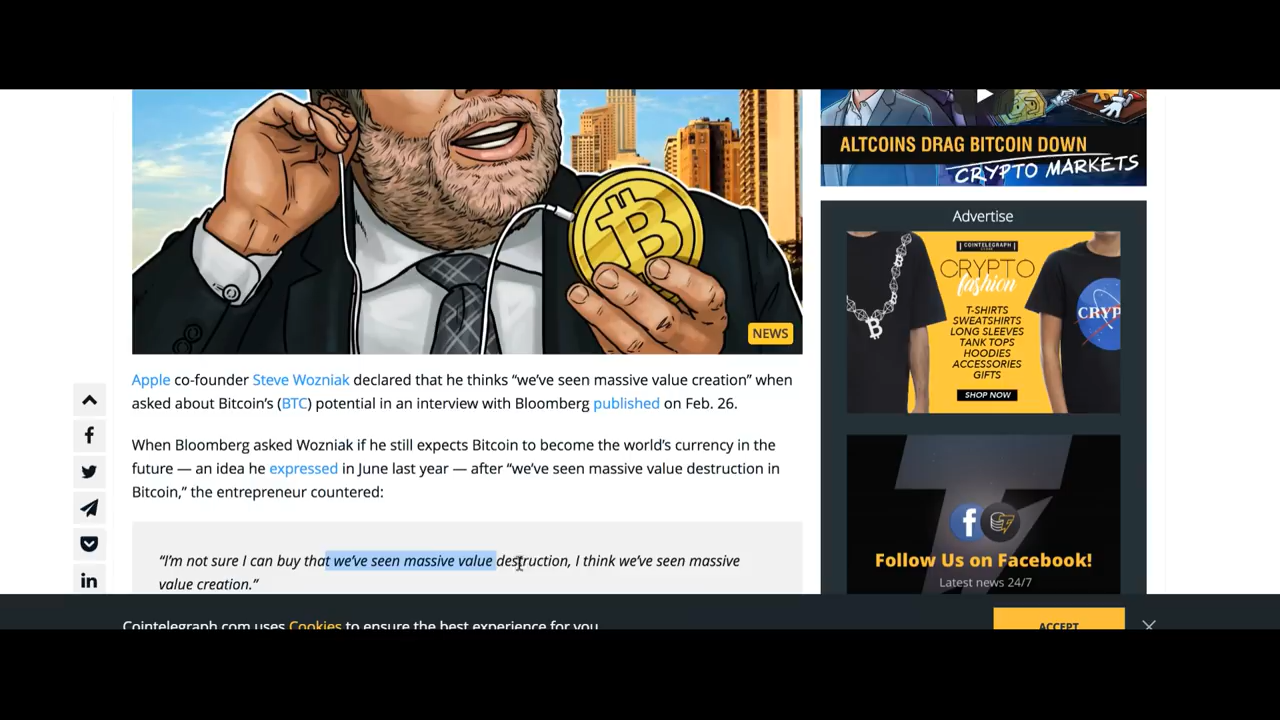 ALTCOINS DRAG BITCOIN DOWN
CRYPTO MARKETS
NEWS
Apple co-founder Steve Wozniak declared that he thinks “we’ve seen massive value creation” when
asked about Bitcoin’s (BTC) potential in an interview with Bloomberg published on Feb. 26.
When Bloomberg asked Wozniak if he still expects Bitcoin to become the world’s currency in the
future — an idea he expressed in June last year — after “we’ve seen massive value destruction in
Bitcoin,” the entrepreneur countered:
“I’m not sure I can buy that we’ve seen massive value destruction, I think we’ve seen massive
value creation.”
Advertise
COINTELEGRAPH
CRYPTO
fashion
T-SHIRTS
SWEATSHIRTS
LONG SLEEVES
TANK TOPS
HOODIES
ACCESSORIES
GIFTS
SHOP NOW
CRYP
Follow Us on Facebook!
Latest news 24/7
Cointelegraph.com uses Cookies to ensure the best experience for you
ACCEPT